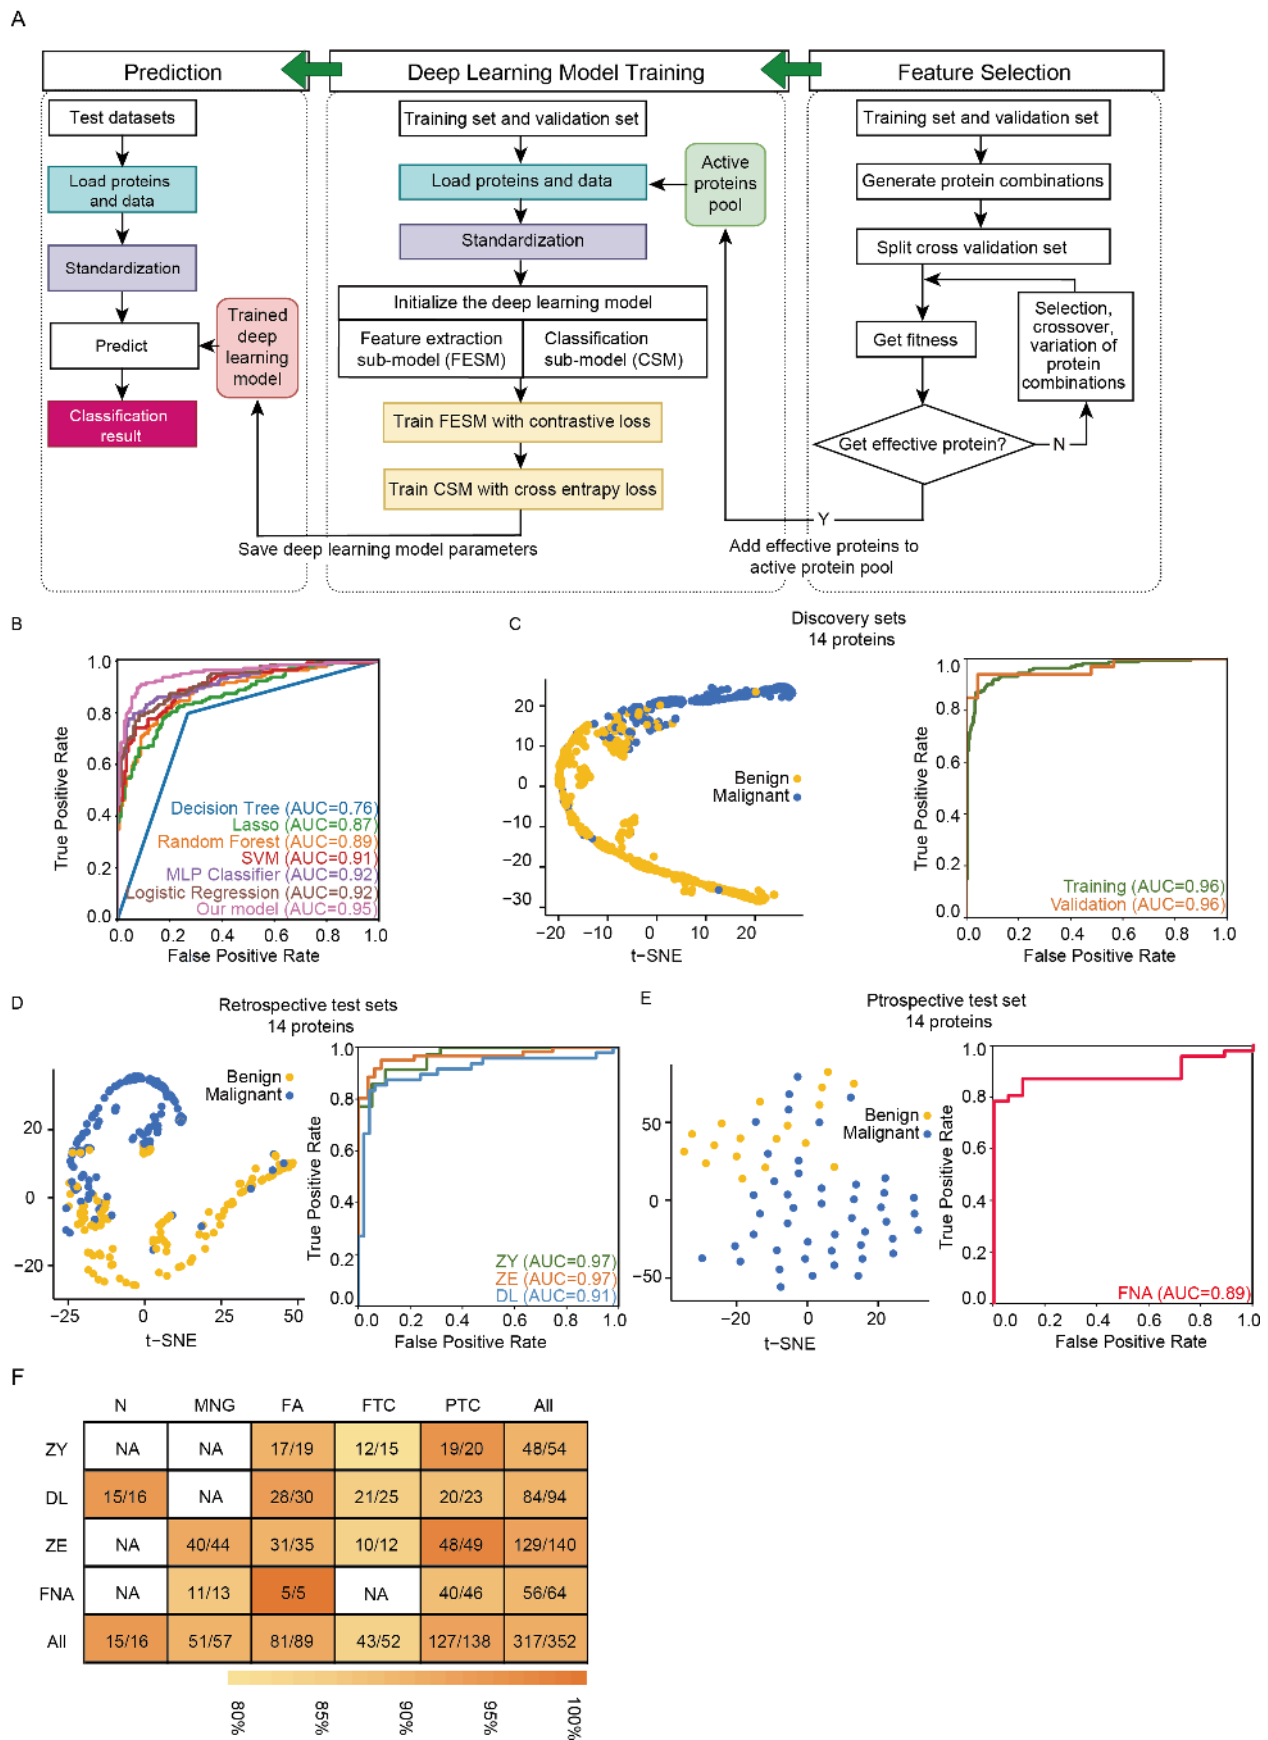 A
Prediction
Deep Learning Model Training
Feature Selection
Test datasets
Load proteins
and data
Standardization
Predict
Classification
result
Trained
deep
learning
model
Training set and validation set
Load proteins and data
Standardization
Initialize the deep learning model
Feature extraction
sub-model (FESM)
Classification
sub-model (CSM)
Train FESM with contrastive loss
Train CSM with cross entrapy loss
Save deep learning model parameters
Active
proteins
pool
Training set and validation set
Generate protein combinations
Split cross validation set
Get fitness
Selection,
crossover,
variation of
protein
combinations
Get effective protein?
N
Y
Add effective proteins to
active protein pool
B
True Positive Rate
1.0
0.8
0.6
0.4
0.2
0.0
Decision Tree (AUC=0.76)
Lasso (AUC=0.87)
Random Forest (AUC=0.89)
SVM (AUC=0.91)
MLP Classifier (AUC=0.92)
Logistic Regression (AUC=0.92)
Our model (AUC=0.95)
0.0 0.2 0.4 0.6 0.8 1.0
False Positive Rate
C
Discovery sets
14 proteins
20
10
0
−10
−20
−30
Benign
Malignant
−20 −10 0 10 20
t−SNE
True Positive Rate
1.0
0.8
0.6
0.4
0.2
0.0
Training (AUC=0.96)
Validation (AUC=0.96)
0.0 0.2 0.4 0.6 0.8 1.0
False Positive Rate
D
Retrospective test sets
14 proteins
Benign
Malignant
20
0
−20
−25 0 25 50
t−SNE
True Positive Rate
1.0
0.8
0.6
0.4
0.2
0.0
ZY (AUC=0.97)
ZE (AUC=0.97)
DL (AUC=0.91)
0.0 0.2 0.4 0.6 0.8 1.0
False Positive Rate
E
Ptrospective test set
14 proteins
Benign
Malignant
50
0
−50
−20 0 20
t−SNE
True Positive Rate
1.0
0.8
0.6
0.4
0.2
0.0
FNA (AUC=0.89)
0.0 0.2 0.4 0.6 0.8 1.0
False Positive Rate
F
N MNG FA FTC PTC All
ZY NA NA 17/19 12/15 19/20 48/54
DL 15/16 NA 28/30 21/25 20/23 84/94
ZE NA 40/44 31/35 10/12 48/49 129/140
FNA NA 11/13 5/5 NA 40/46 56/64
All 15/16 51/57 81/89 43/52 127/138 317/352
80% 85% 90% 95% 100%